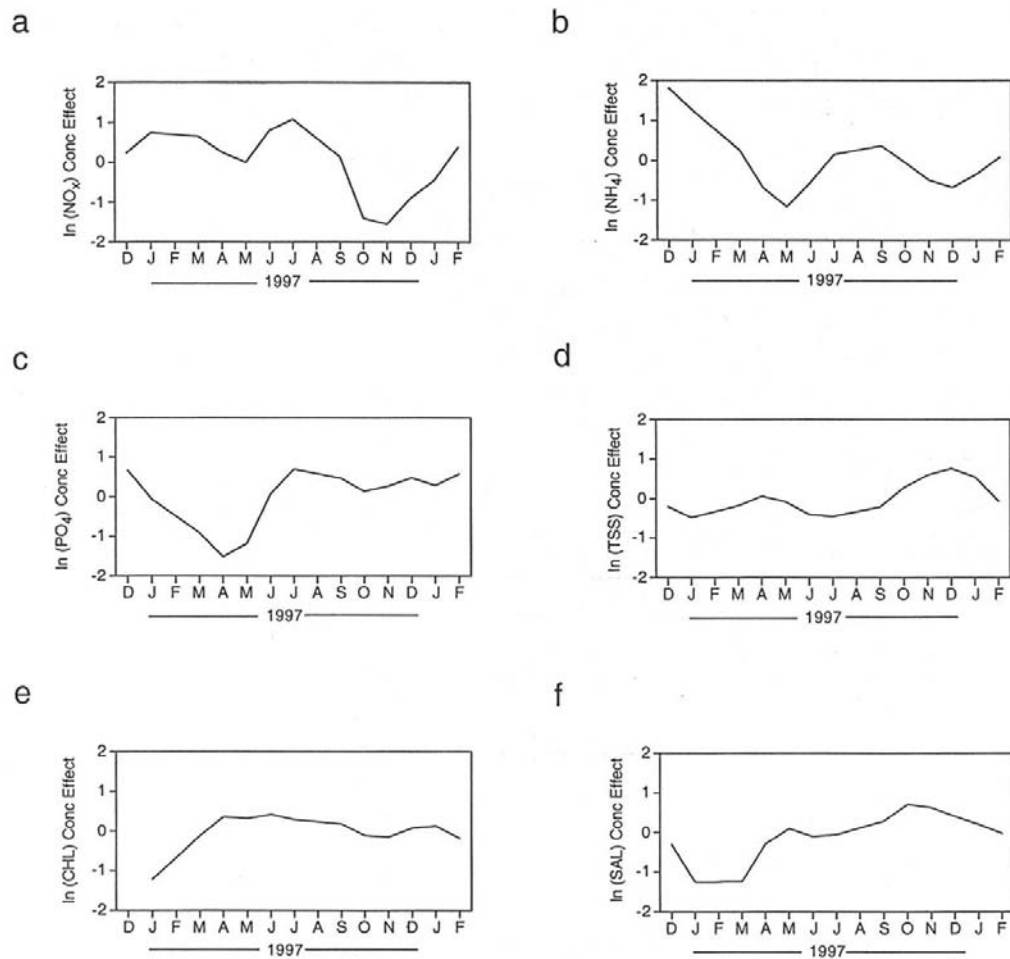 a
ln (NOx) Conc Effect
2
1
0
-1
-2
D J F M A M J J A S O N D J F
1997
b
ln (NH4) Conc Effect
2
1
0
-1
-2
D J F M A M J J A S O N D J F
1997
c
ln (PO4) Conc Effect
2
1
0
-1
-2
D J F M A M J J A S O N D J F
1997
d
ln (TSS) Conc Effect
2
1
0
-1
-2
D J F M A M J J A S O N D J F
1997
e
ln (CHL) Conc Effect
2
1
0
-1
-2
D J F M A M J J A S O N D J F
1997
f
ln (SAL) Conc Effect
2
1
0
-1
-2
D J F M A M J J A S O N D J F
1997